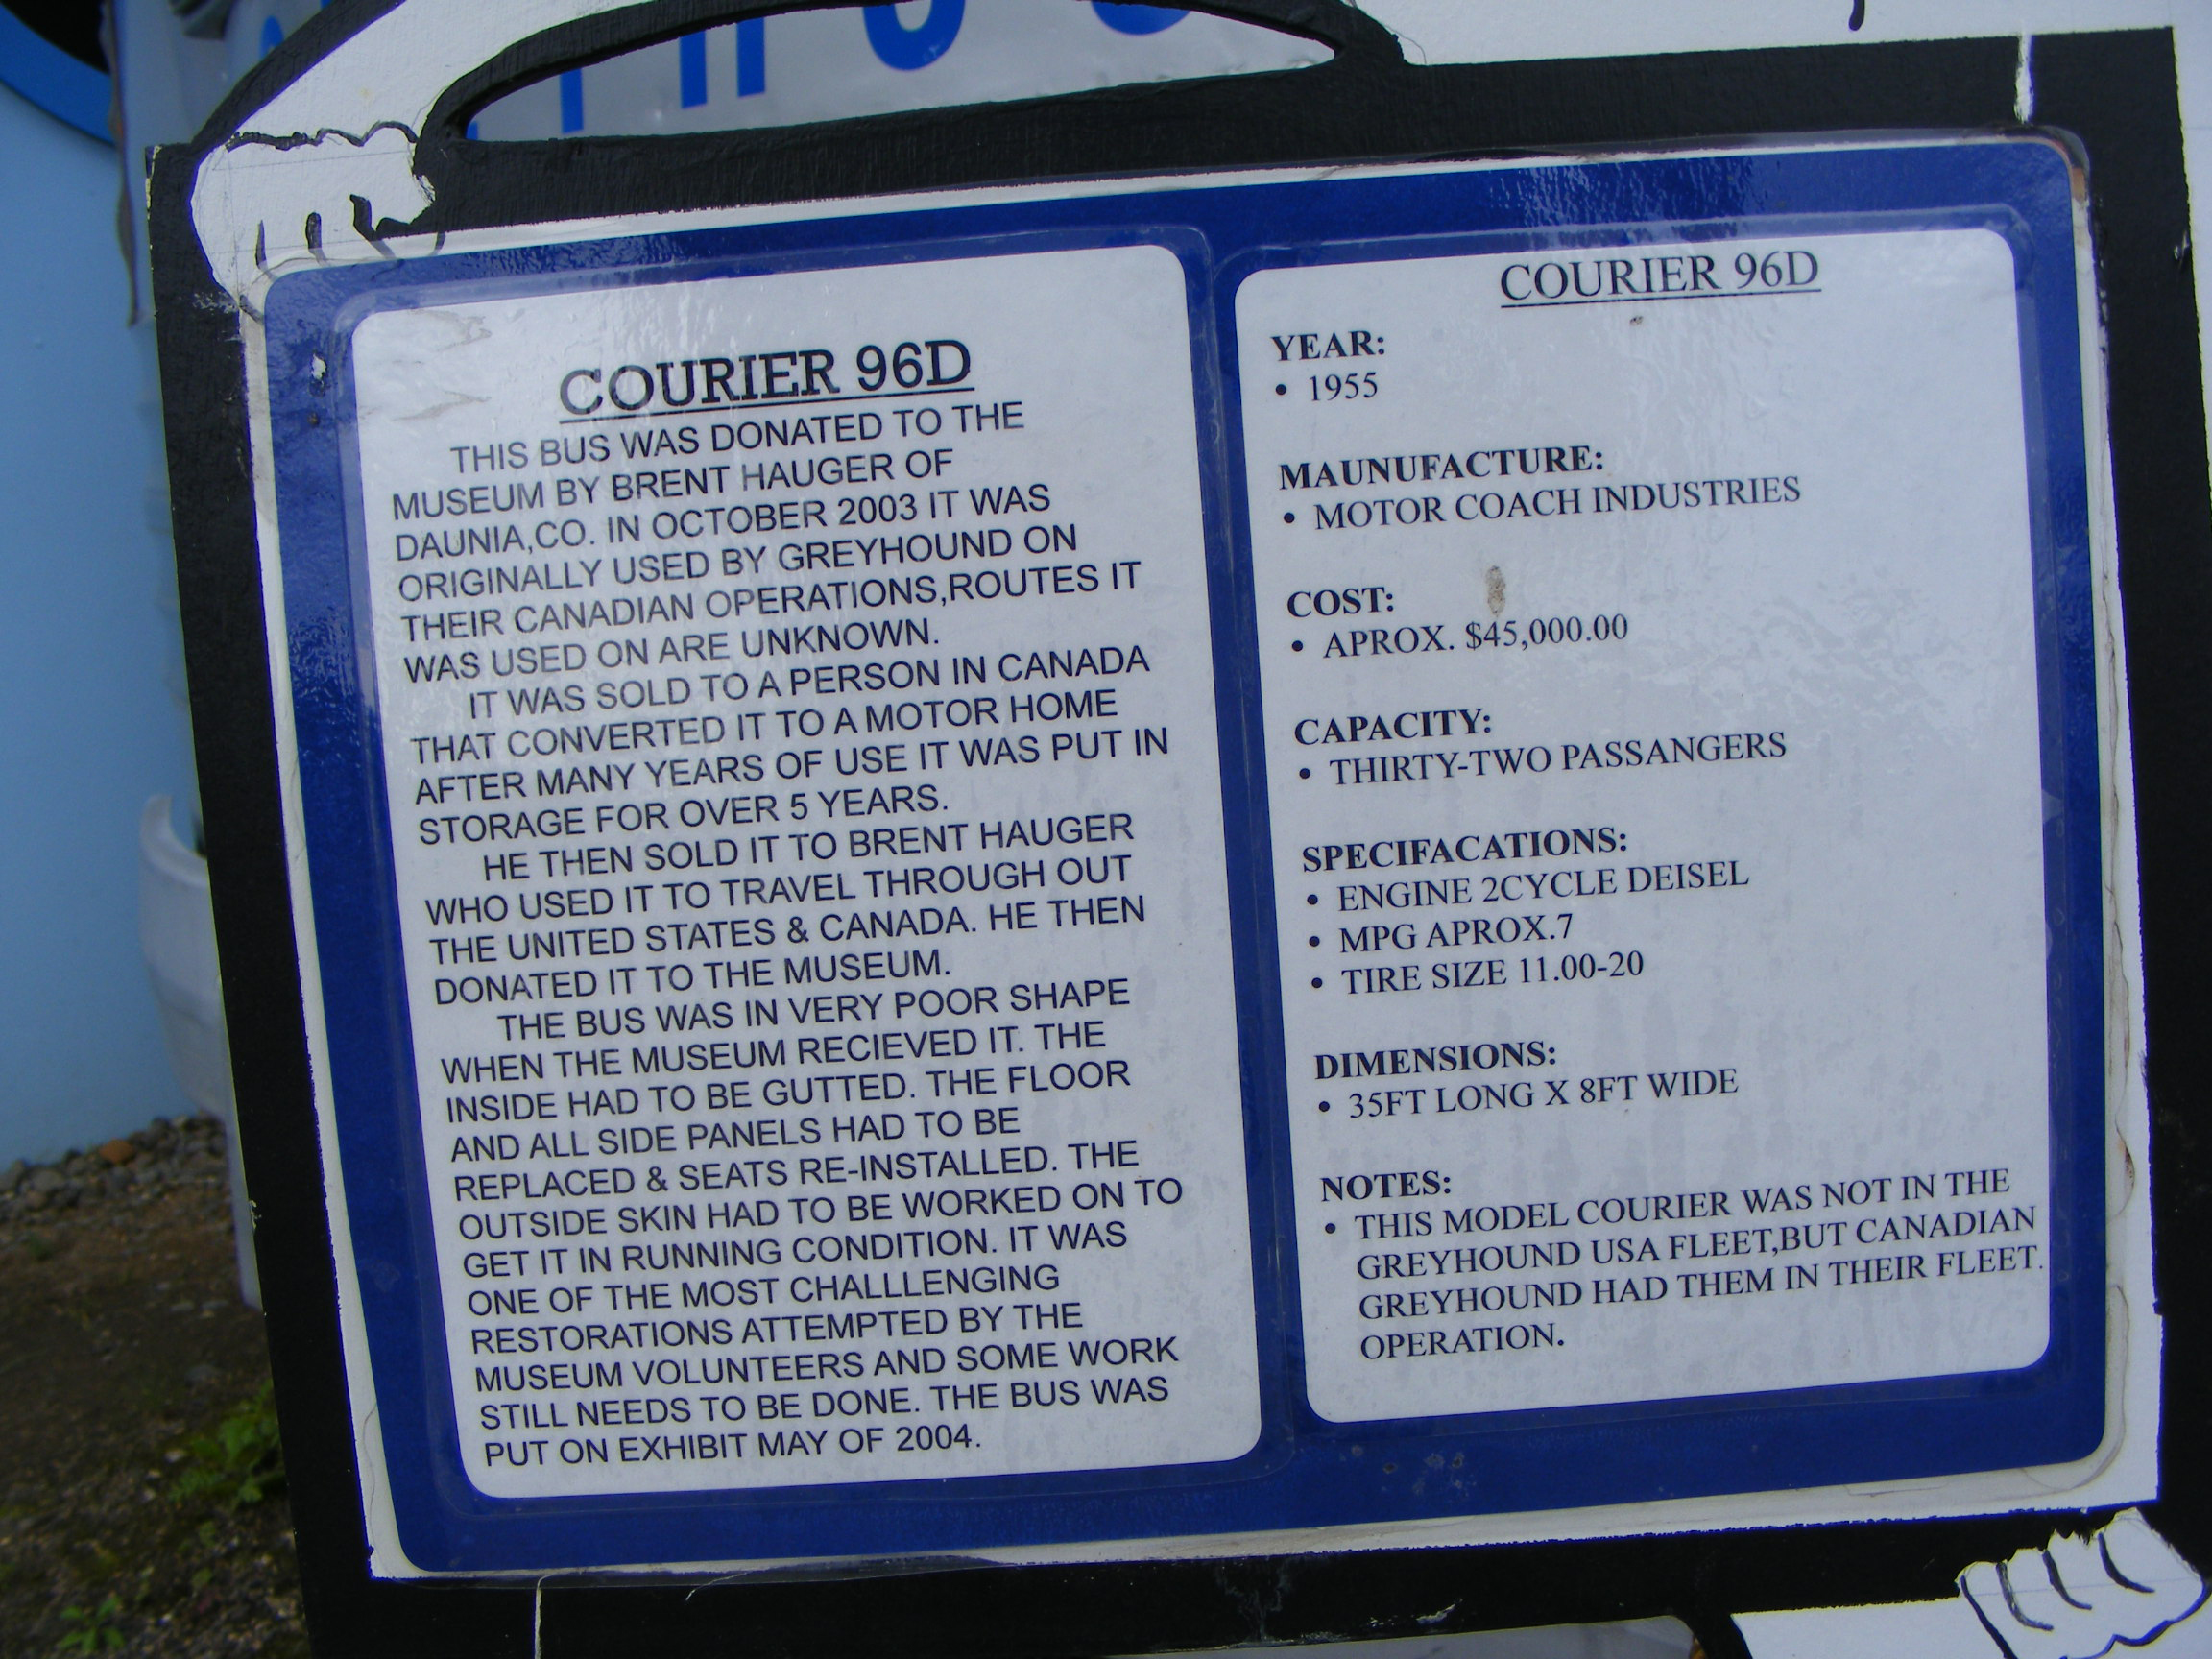 COURIER 96D
THIS BUS WAS DONATED TO THE
MUSEUM BY BRENT HAUGER OF
DAUNIA,CO. IN OCTOBER 2003 IT WAS
ORIGINALLY USED BY GREYHOUND ON
THEIR CANADIAN OPERATIONS,ROUTES IT
WAS USED ON ARE UNKNOWN.
IT WAS SOLD TO A PERSON IN CANADA
THAT CONVERTED IT TO A MOTOR HOME
AFTER MANY YEARS OF USE IT WAS PUT IN
STORAGE FOR OVER 5 YEARS.
HE THEN SOLD IT TO BRENT HAUGER
WHO USED IT TO TRAVEL THROUGH OUT
THE UNITED STATES & CANADA. HE THEN
DONATED IT TO THE MUSEUM.
THE BUS WAS IN VERY POOR SHAPE
WHEN THE MUSEUM RECIEVED IT. THE
INSIDE HAD TO BE GUTTED. THE FLOOR
AND ALL SIDE PANELS HAD TO BE
REPLACED & SEATS RE-INSTALLED. THE
OUTSIDE SKIN HAD TO BE WORKED ON TO
GET IT IN RUNNING CONDITION. IT WAS
ONE OF THE MOST CHALLLENGING
RESTORATIONS ATTEMPTED BY THE
MUSEUM VOLUNTEERS AND SOME WORK
STILL NEEDS TO BE DONE. THE BUS WAS
PUT ON EXHIBIT MAY OF 2004.
COURIER 96D
YEAR:
• 1955
MAUNUFACTURE:
• MOTOR COACH INDUSTRIES
COST:
• APROX. $45,000.00
CAPACITY:
• THIRTY-TWO PASSANGERS
SPECIFACATIONS:
• ENGINE 2CYCLE DEISEL
• MPG APROX.7
• TIRE SIZE 11.00-20
DIMENSIONS:
• 35FT LONG X 8FT WIDE
NOTES:
• THIS MODEL COURIER WAS NOT IN THE
GREYHOUND USA FLEET,BUT CANADIAN
GREYHOUND HAD THEM IN THEIR FLEET.
OPERATION.